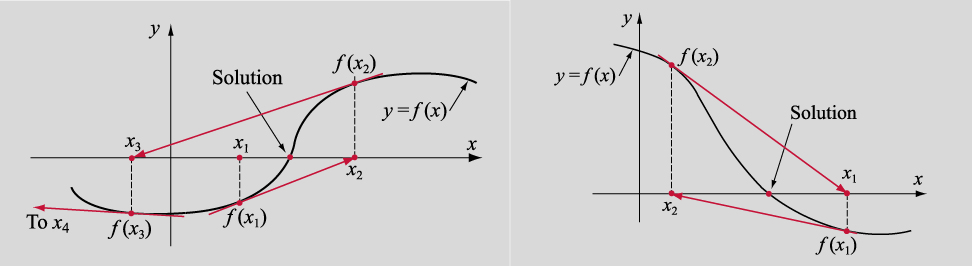 y
f(x₂)
Solution
y=f(x)
x₃
x₁
x
x₂
To x₄
f(x₃)
f(x₁)
y
f(x₂)
y=f(x)
Solution
x₁
x
x₂
f(x₁)